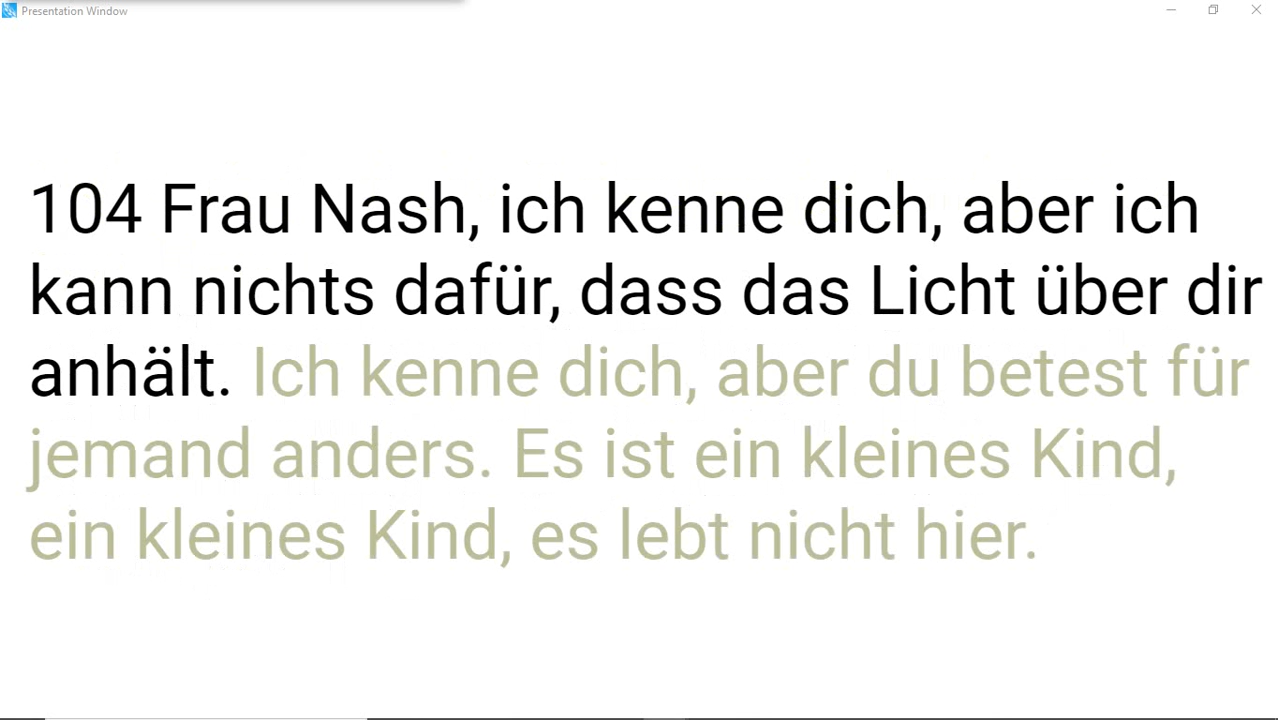 Presentation Window
104 Frau Nash, ich kenne dich, aber ich
kann nichts dafür, dass das Licht über dir
anhält. Ich kenne dich, aber du betest für
jemand anders. Es ist ein kleines Kind,
ein kleines Kind, es lebt nicht hier.